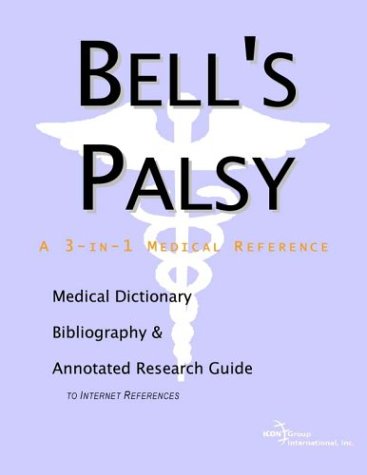 BELL'S
PALSY
A 3-IN-1 MEDICAL REFERENCE
Medical Dictionary
Bibliography &
Annotated Research Guide
TO INTERNET REFERENCES
ICON Group
International, Inc.